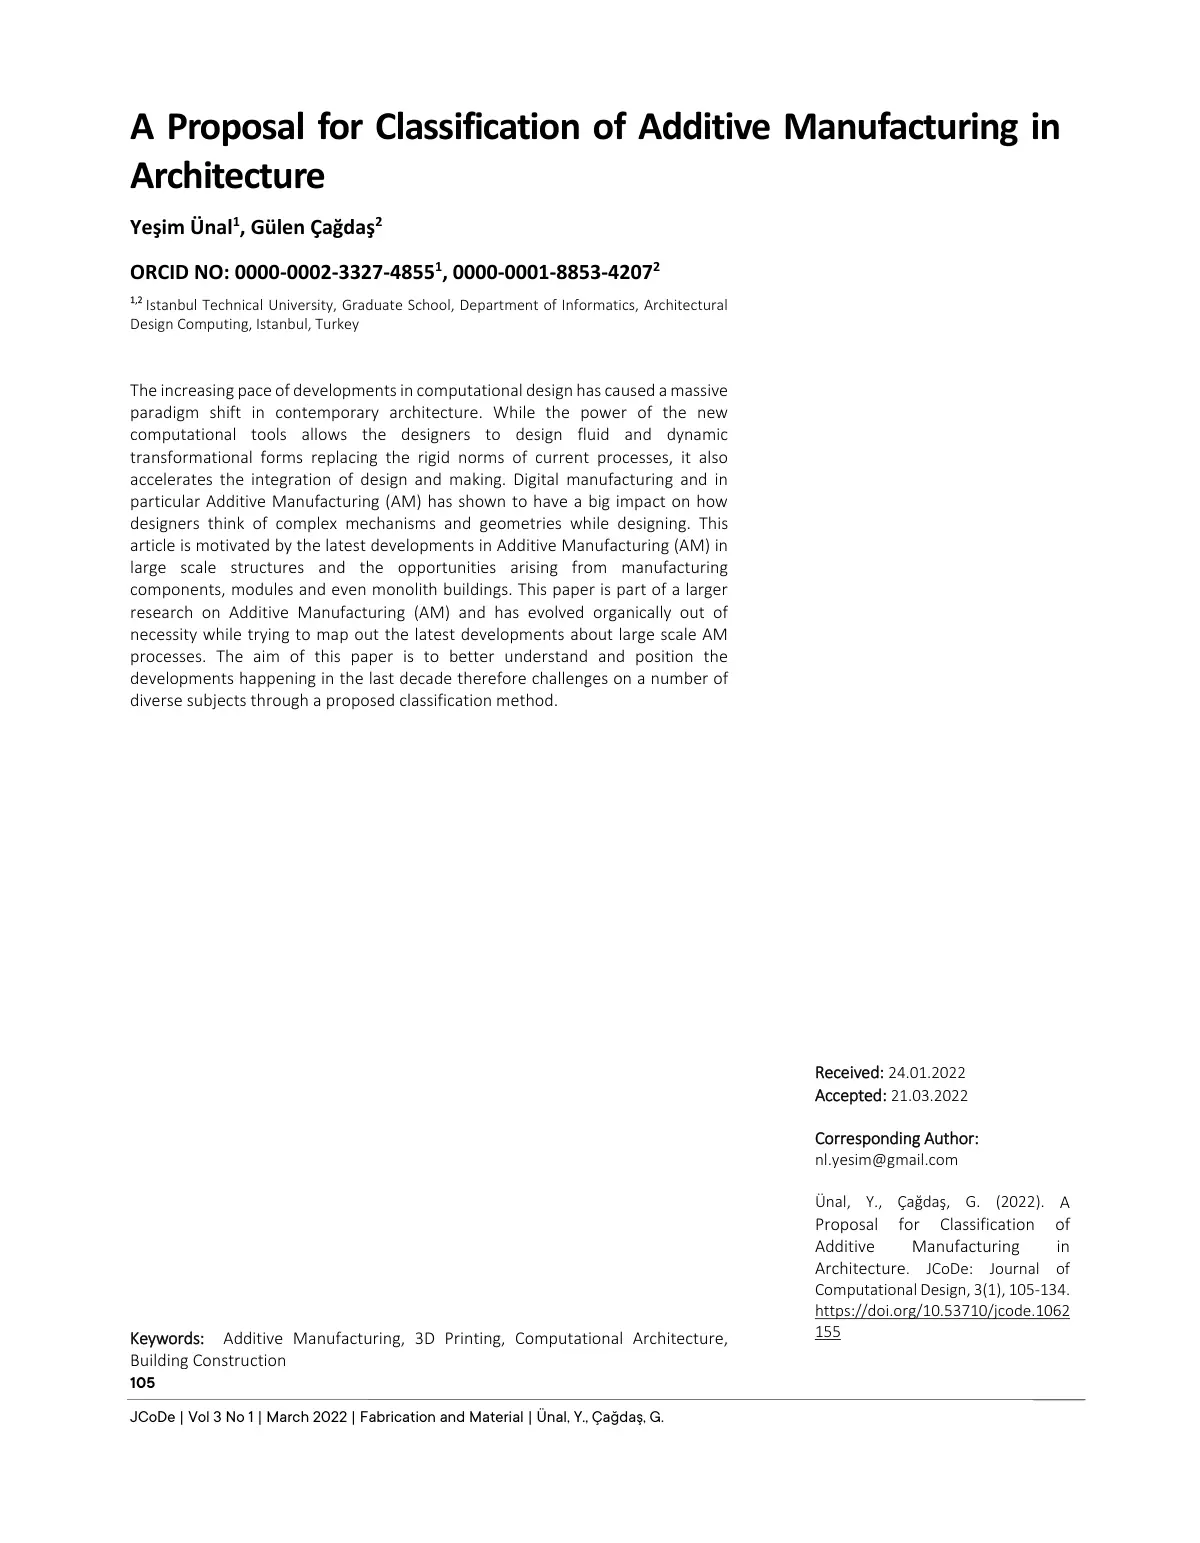 A Proposal for Classification of Additive Manufacturing in
Architecture
Yeşim Ünal¹, Gülen Çağdaş²
ORCID NO: 0000-0002-3327-4855¹, 0000-0001-8853-4207²
¹,² Istanbul Technical University, Graduate School, Department of Informatics, Architectural
Design Computing, Istanbul, Turkey
The increasing pace of developments in computational design has caused a massive
paradigm shift in contemporary architecture. While the power of the new
computational tools allows the designers to design fluid and dynamic
transformational forms replacing the rigid norms of current processes, it also
accelerates the integration of design and making. Digital manufacturing and in
particular Additive Manufacturing (AM) has shown to have a big impact on how
designers think of complex mechanisms and geometries while designing. This
article is motivated by the latest developments in Additive Manufacturing (AM) in
large scale structures and the opportunities arising from manufacturing
components, modules and even monolith buildings. This paper is part of a larger
research on Additive Manufacturing (AM) and has evolved organically out of
necessity while trying to map out the latest developments about large scale AM
processes. The aim of this paper is to better understand and position the
developments happening in the last decade therefore challenges on a number of
diverse subjects through a proposed classification method.
Received: 24.01.2022
Accepted: 21.03.2022
Corresponding Author:
nl.yesim@gmail.com
Ünal, Y., Çağdaş, G. (2022). A
Proposal for Classification of
Additive Manufacturing in
Architecture. JCoDe: Journal of
Computational Design, 3(1), 105-134.
https://doi.org/10.53710/jcode.1062
155
Keywords: Additive Manufacturing, 3D Printing, Computational Architecture,
Building Construction
105
JCoDe | Vol 3 No 1 | March 2022 | Fabrication and Material | Ünal, Y., Çağdaş, G.